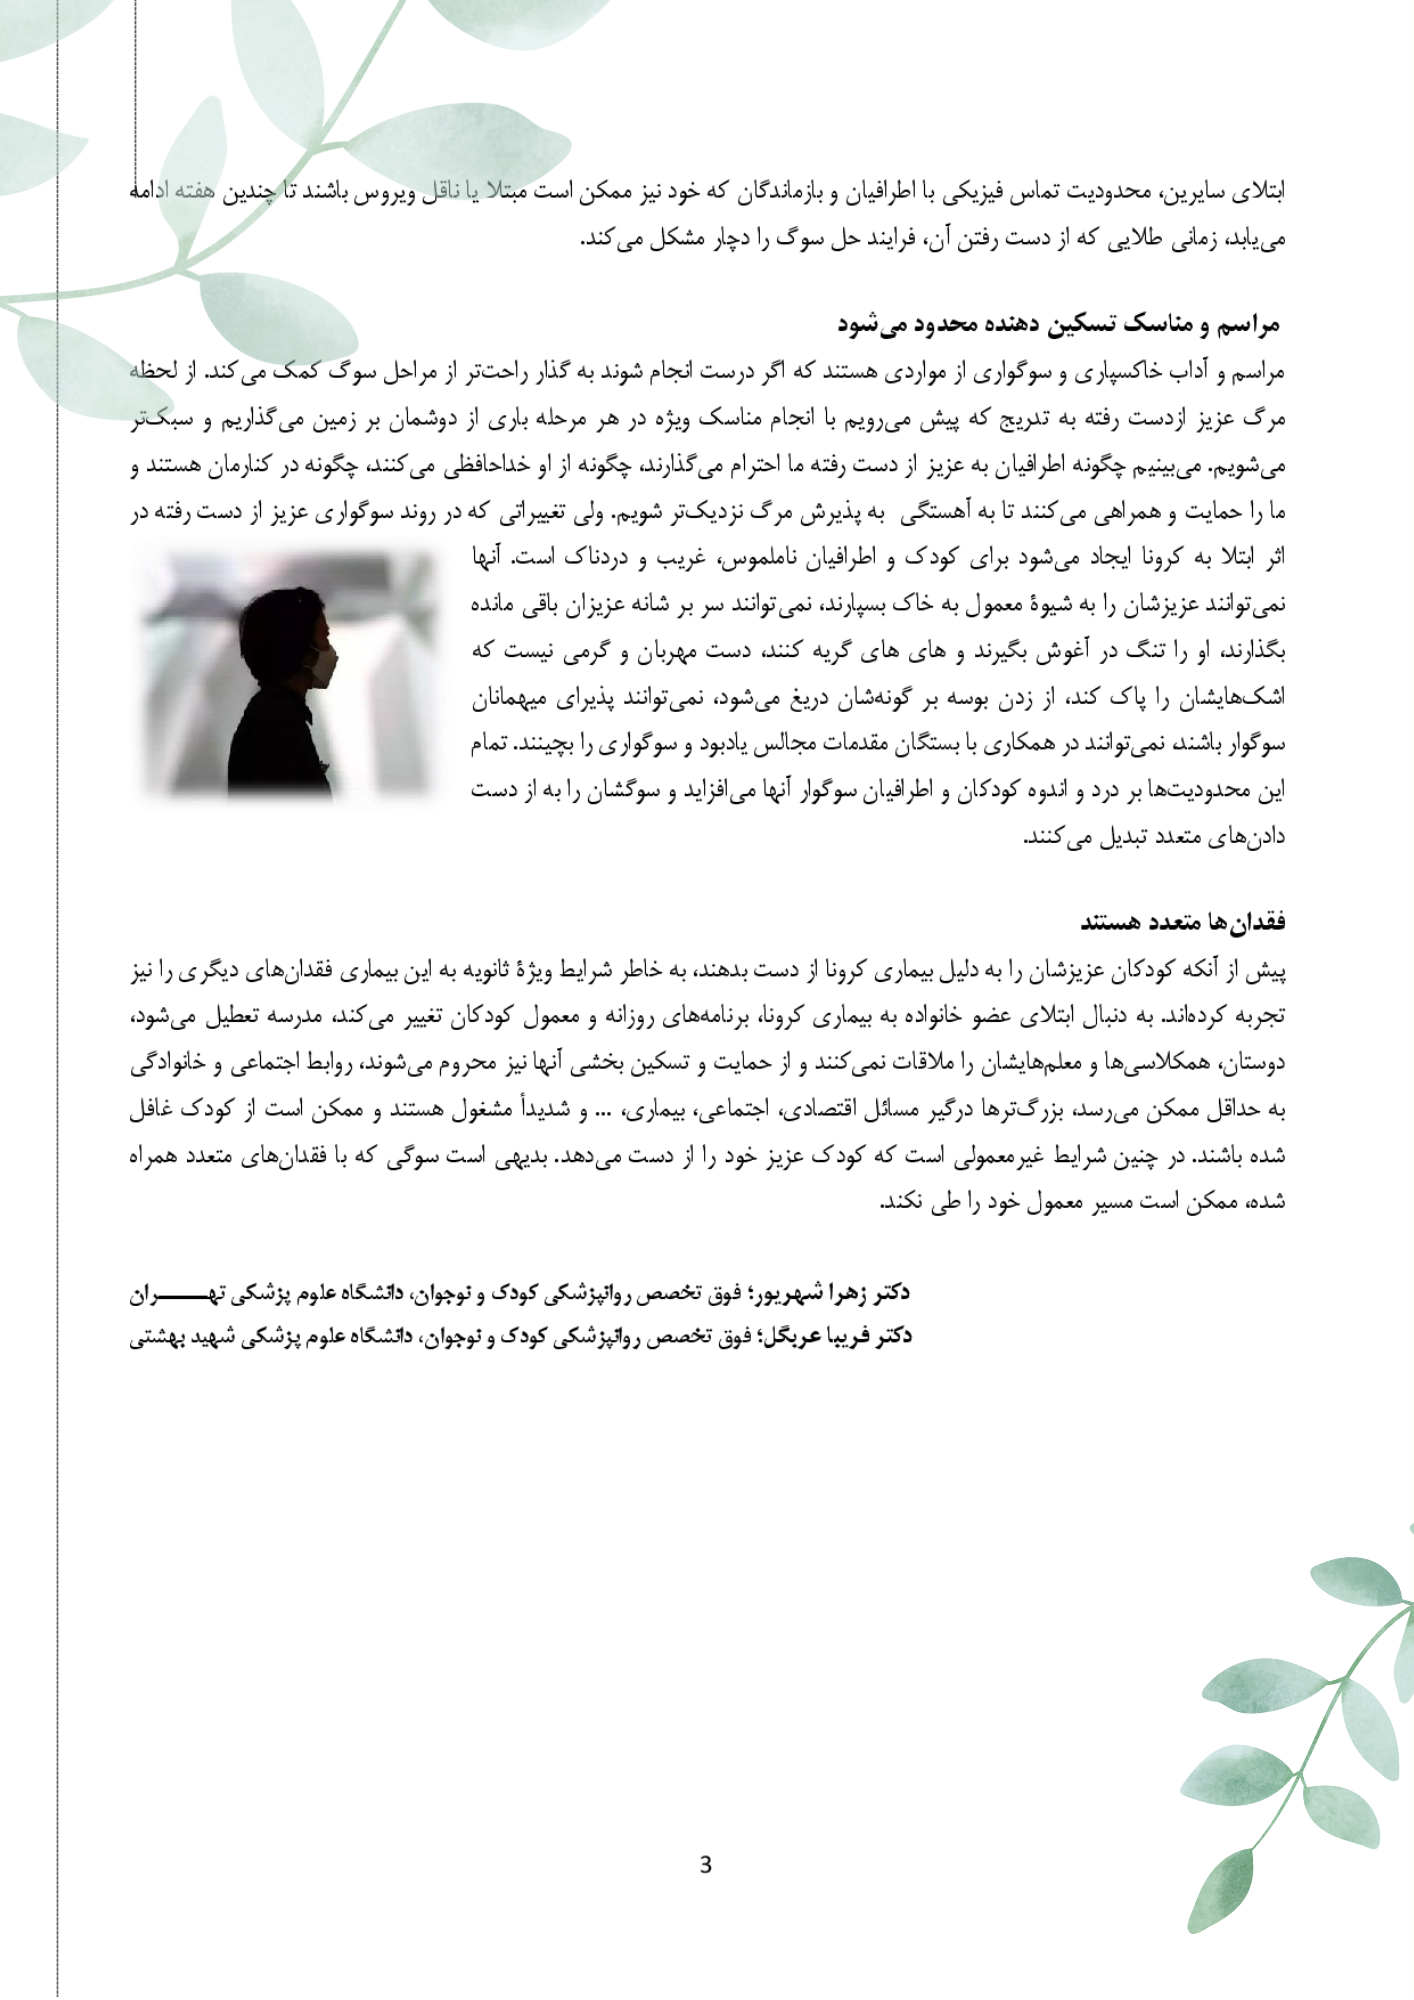 ابتلای سایرین، محدودیت تماس فیزیکی با اطرافیان و بازماندگان که خود نیز ممکن است مبتلا یا ناقل ویروس باشند تا چندین هفته ادامه
می‌یابد، زمانی طلایی که از دست رفتن آن، فرایند حل سوگ را دچار مشکل می‌کند.
مراسم و مناسک تسکین دهنده محدود می‌شود
مراسم و آداب خاکسپاری و سوگواری از مواردی هستند که اگر درست انجام شوند به گذار راحت‌تر از مراحل سوگ کمک می‌کند. از لحظه
مرگ عزیز ازدست رفته به تدریج که پیش می‌رویم با انجام مناسک ویژه در هر مرحله باری از دوشمان بر زمین می‌گذاریم و سبک‌تر
می‌شویم. می‌بینیم چگونه اطرافیان به عزیز از دست رفته ما احترام می‌گذارند، چگونه از او خداحافظی می‌کنند، چگونه در کنارمان هستند و
ما را حمایت و همراهی می‌کنند تا به آهستگی به پذیرش مرگ نزدیک‌تر شویم. ولی تغییراتی که در روند سوگواری عزیز از دست رفته در
اثر ابتلا به کرونا ایجاد می‌شود برای کودک و اطرافیان ناملموس، غریب و دردناک است. آنها
نمی‌توانند عزیزشان را به شیوهٔ معمول به خاک بسپارند، نمی‌توانند سر بر شانه عزیزان باقی مانده
بگذارند، او را تنگ در آغوش بگیرند و های های گریه کنند، دست مهربان و گرمی نیست که
اشک‌هایشان را پاک کند، از زدن بوسه بر گونه‌شان دریغ می‌شود، نمی‌توانند پذیرای میهمانان
سوگوار باشند، نمی‌توانند در همکاری با بستگان مقدمات مجالس یادبود و سوگواری را بچینند. تمام
این محدودیت‌ها بر درد و اندوه کودکان و اطرافیان سوگوار آنها می‌افزاید و سوگشان را به از دست
دادن‌های متعدد تبدیل می‌کنند.
فقدان‌ها متعدد هستند
پیش از آنکه کودکان عزیزشان را به دلیل بیماری کرونا از دست بدهند، به خاطر شرایط ویژهٔ ثانویه به این بیماری فقدان‌های دیگری را نیز
تجربه کرده‌اند. به دنبال ابتلای عضو خانواده به بیماری کرونا، برنامه‌های روزانه و معمول کودکان تغییر می‌کند، مدرسه تعطیل می‌شود،
دوستان، همکلاسی‌ها و معلم‌هایشان را ملاقات نمی‌کنند و از حمایت و تسکین بخشی آنها نیز محروم می‌شوند، روابط اجتماعی و خانوادگی
به حداقل ممکن می‌رسد، بزرگ‌ترها درگیر مسائل اقتصادی، اجتماعی، بیماری، ... و شدیداً مشغول هستند و ممکن است از کودک غافل
شده باشند. در چنین شرایط غیرمعمولی است که کودک عزیز خود را از دست می‌دهد. بدیهی است سوگی که با فقدان‌های متعدد همراه
شده، ممکن است مسیر معمول خود را طی نکند.
دکتر زهرا شهریور؛ فوق تخصص روانپزشکی کودک و نوجوان، دانشگاه علوم پزشکی تهـــــران
دکتر فریبا عربگل؛ فوق تخصص روانپزشکی کودک و نوجوان، دانشگاه علوم پزشکی شهید بهشتی
3